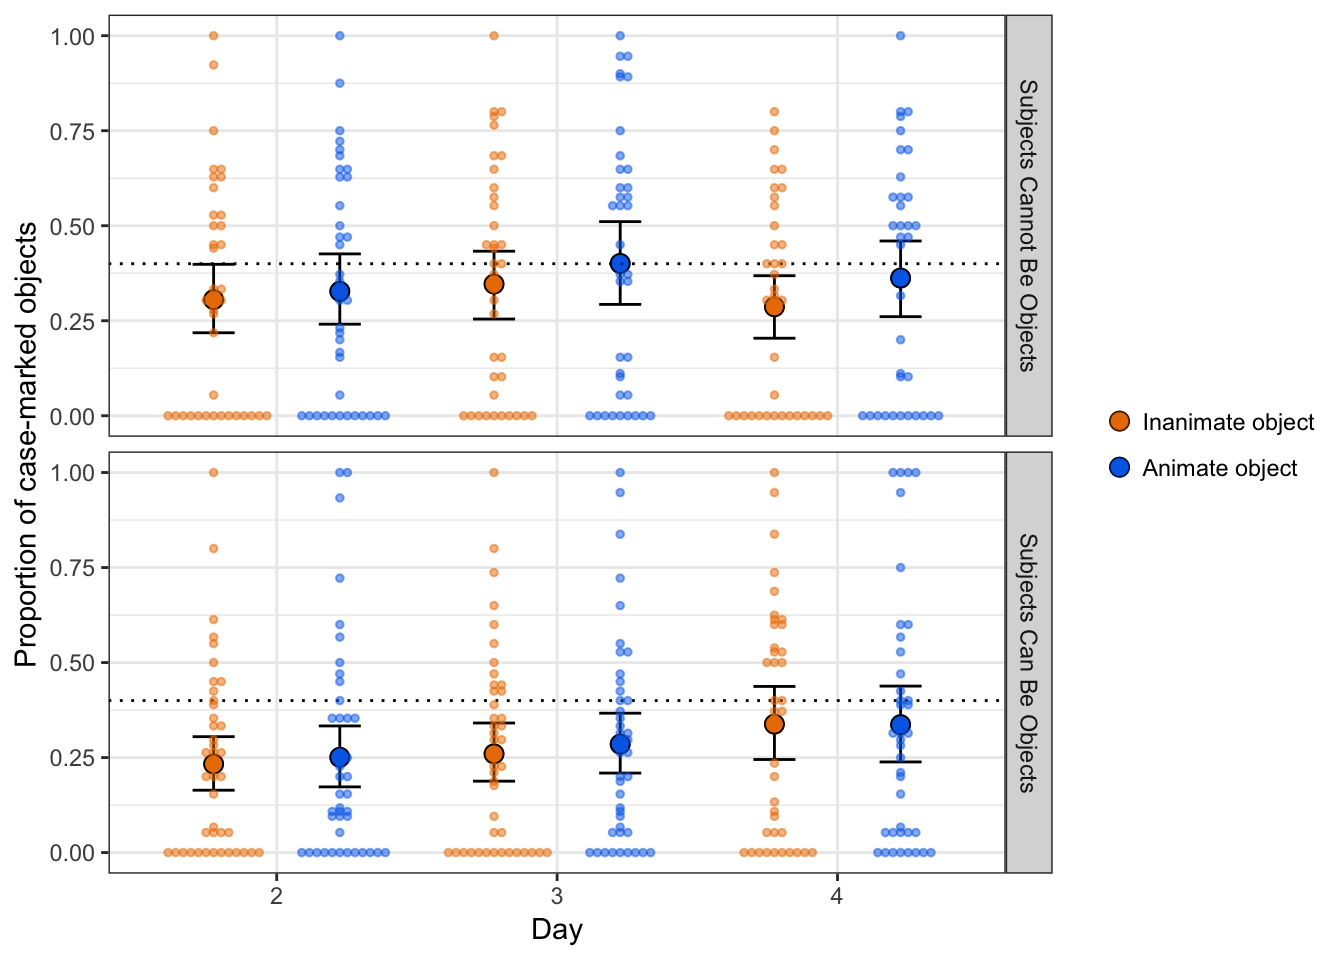 Proportion of case-marked objects
1.00
0.75
0.50
0.25
0.00
Subjects Cannot Be Objects
1.00
0.75
0.50
0.25
0.00
Subjects Can Be Objects
2
3
4
Day
Inanimate object
Animate object